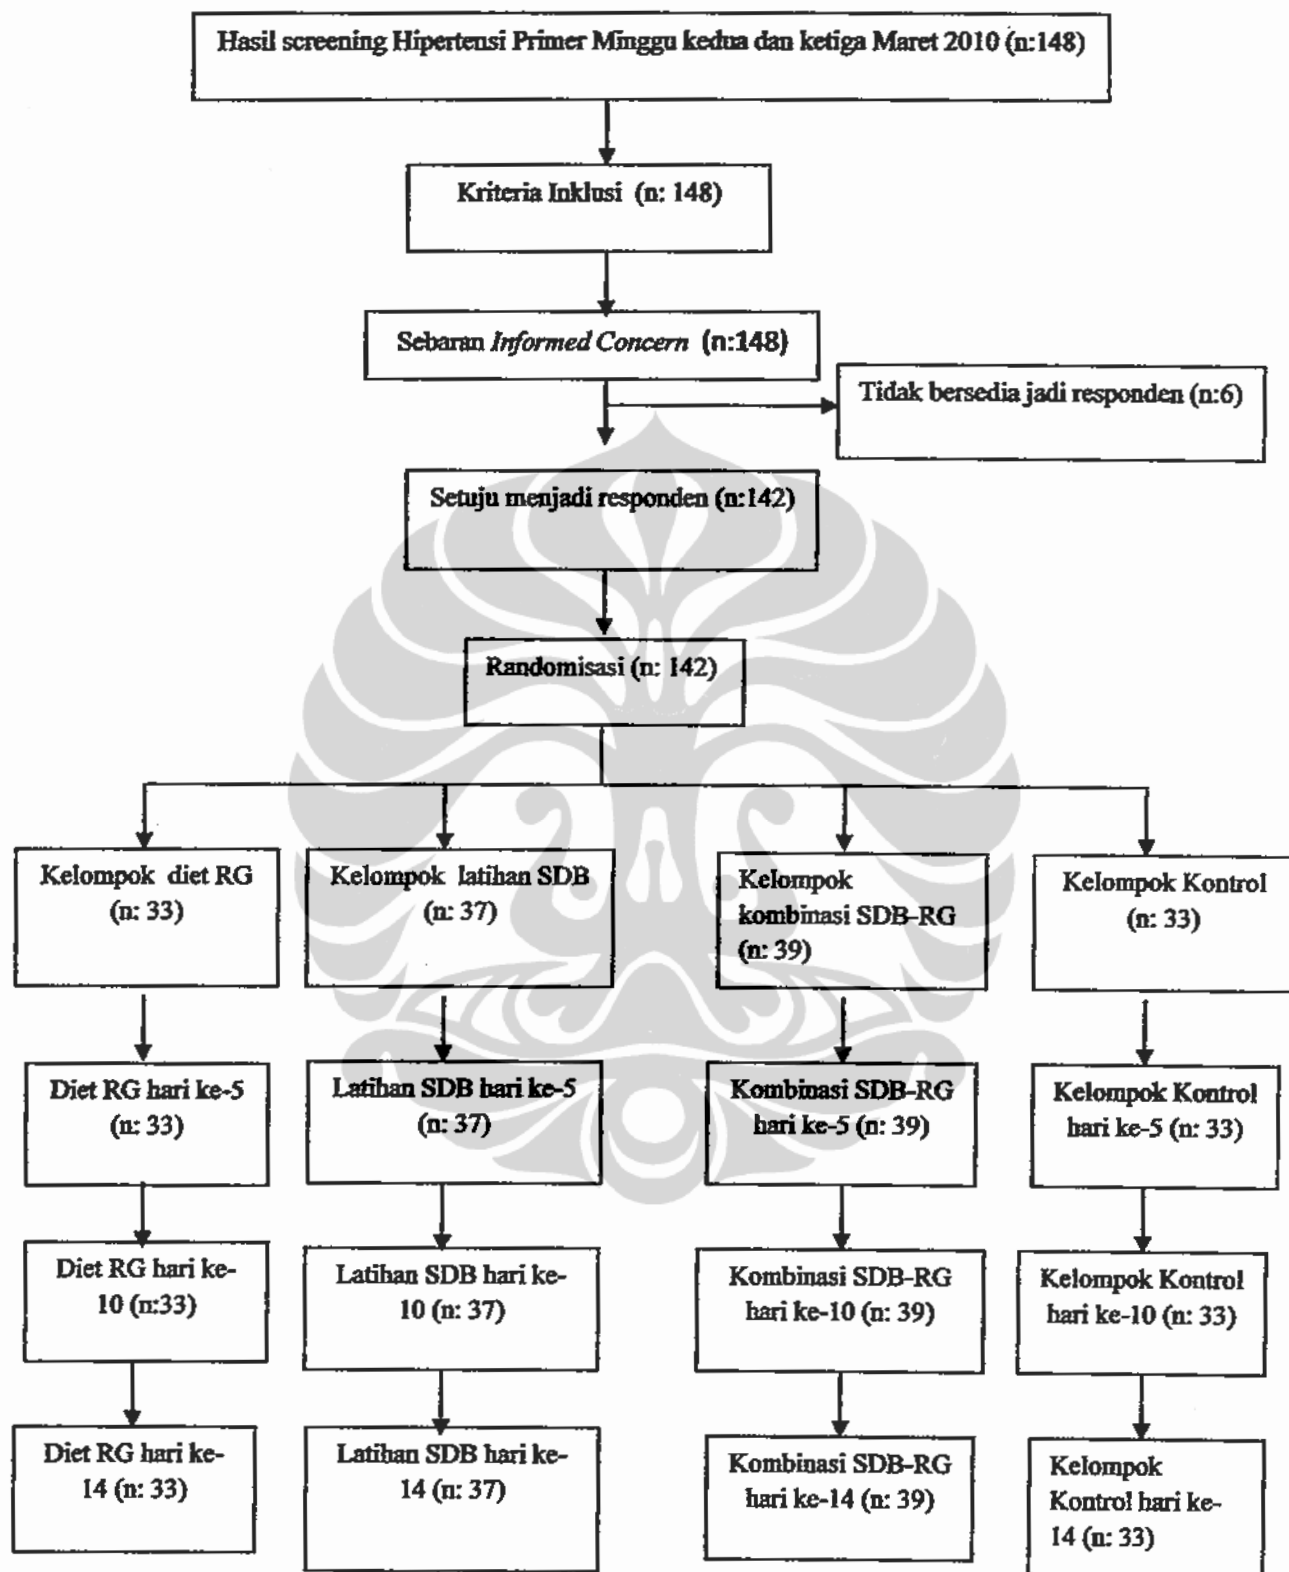 Hasil screening Hipertensi Primer Minggu kedua dan ketiga Maret 2010 (n:148)
Kriteria Inklusi (n: 148)
Sebaran Informed Concern (n:148)
Tidak bersedia jadi responden (n:6)
Setuju menjadi responden (n:142)
Randomisasi (n: 142)
Kelompok diet RG
(n: 33)
Kelompok latihan SDB
(n: 37)
Kelompok
kombinasi SDB-RG
(n: 39)
Kelompok Kontrol
(n: 33)
Diet RG hari ke-5
(n: 33)
Latihan SDB hari ke-5
(n: 37)
Kombinasi SDB-RG
hari ke-5 (n: 39)
Kelompok Kontrol
hari ke-5 (n: 33)
Diet RG hari ke-
10 (n:33)
Latihan SDB hari ke-
10 (n: 37)
Kombinasi SDB-RG
hari ke-10 (n: 39)
Kelompok Kontrol
hari ke-10 (n: 33)
Diet RG hari ke-
14 (n: 33)
Latihan SDB hari ke-
14 (n: 37)
Kombinasi SDB-RG
hari ke-14 (n: 39)
Kelompok
Kontrol hari ke-
14 (n: 33)